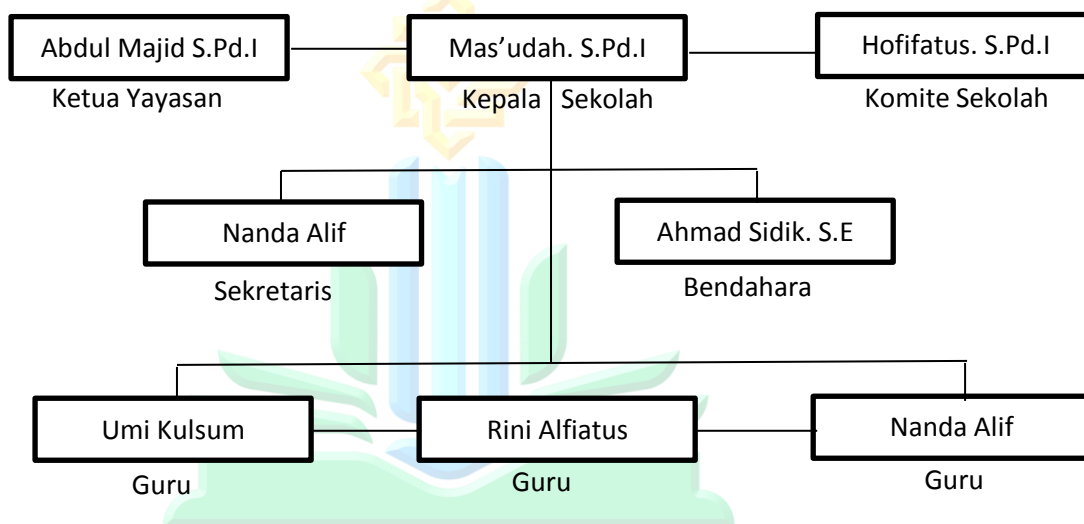 Abdul Majid S.Pd.I
Mas’udah. S.Pd.I
Hofifatus. S.Pd.I
Ketua Yayasan
Kepala Sekolah
Komite Sekolah
Nanda Alif
Ahmad Sidik. S.E
Sekretaris
Bendahara
Umi Kulsum
Rini Alfiatus
Nanda Alif
Guru
Guru
Guru